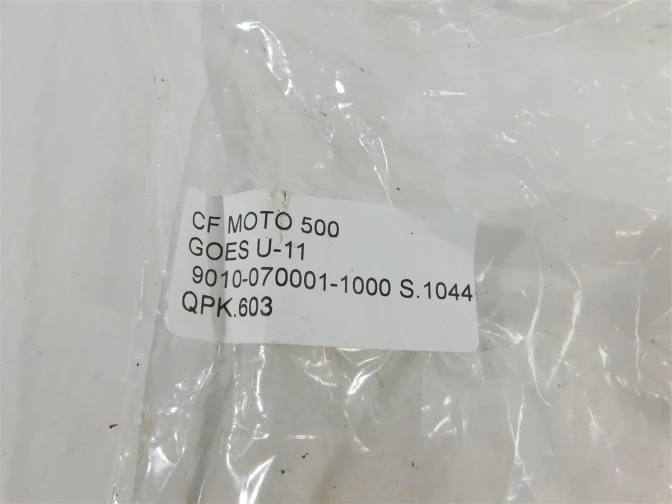 CF MOTO 500
GOES U-11
9010-070001-1000 S.1044
QPK.603